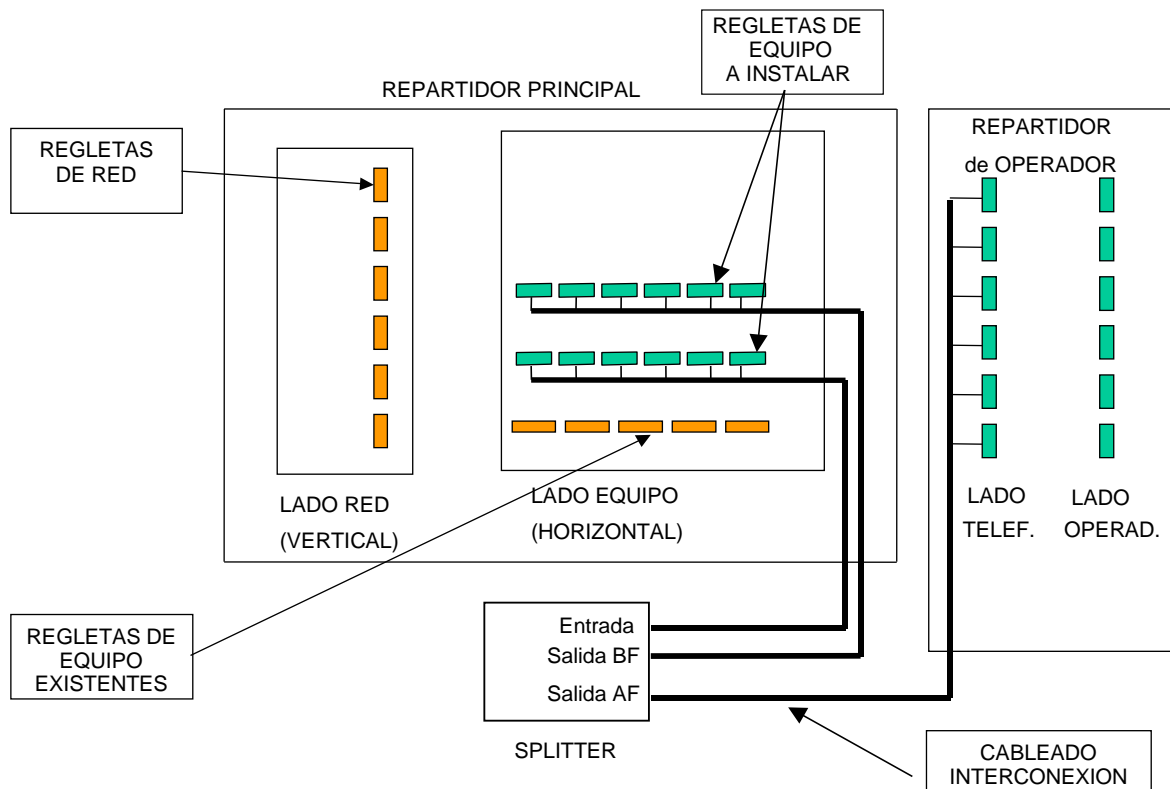 REGLETAS DE
EQUIPO
A INSTALAR
REPARTIDOR PRINCIPAL
REGLETAS
DE RED
REPARTIDOR
de OPERADOR
LADO RED
(VERTICAL)
LADO EQUIPO
(HORIZONTAL)
LADO
TELEF.
LADO
OPERAD.
REGLETAS DE
EQUIPO
EXISTENTES
Entrada
Salida BF
Salida AF
SPLITTER
CABLEADO
INTERCONEXION